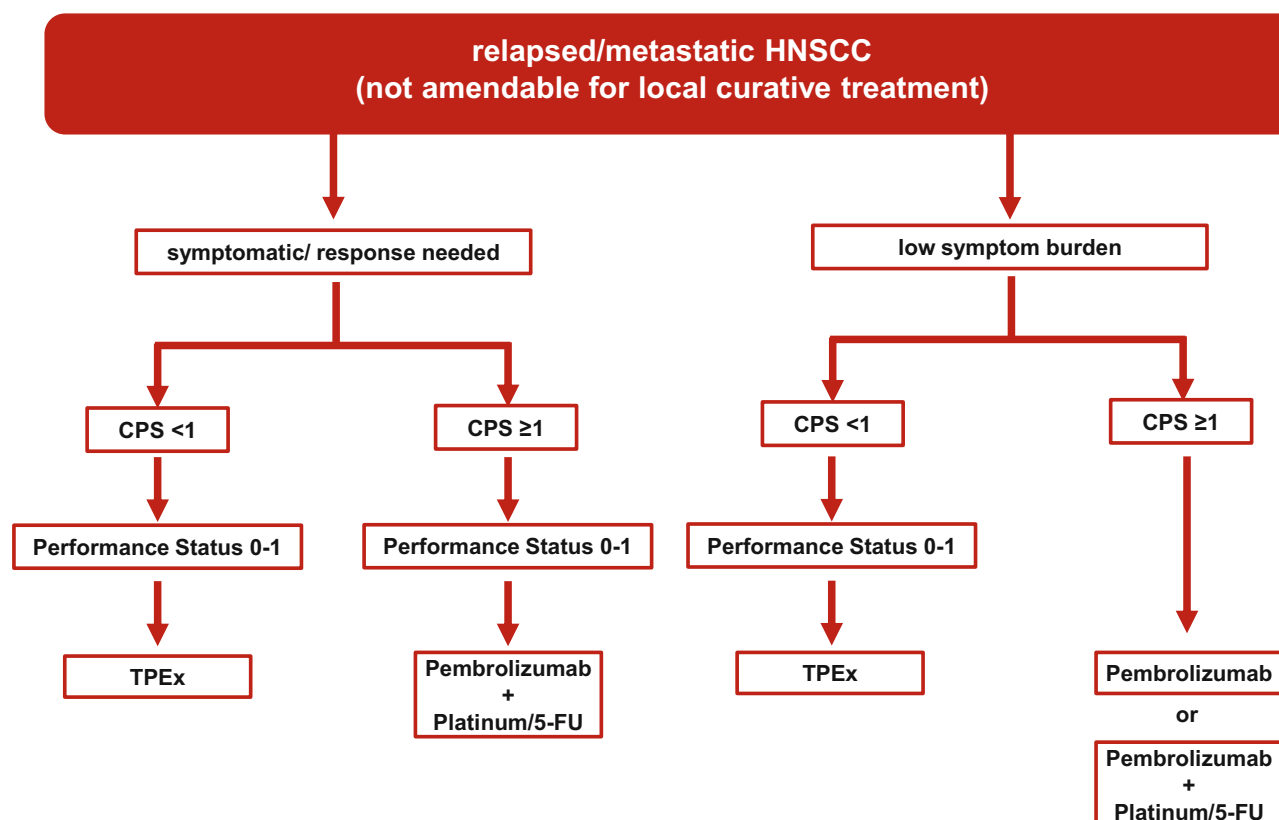 relapsed/metastatic HNSCC
(not amendable for local curative treatment)
symptomatic/ response needed
low symptom burden
CPS <1
CPS ≥1
CPS <1
CPS ≥1
Performance Status 0-1
Performance Status 0-1
Performance Status 0-1
TPEx
Pembrolizumab
+
Platinum/5-FU
TPEx
Pembrolizumab
or
Pembrolizumab
+
Platinum/5-FU